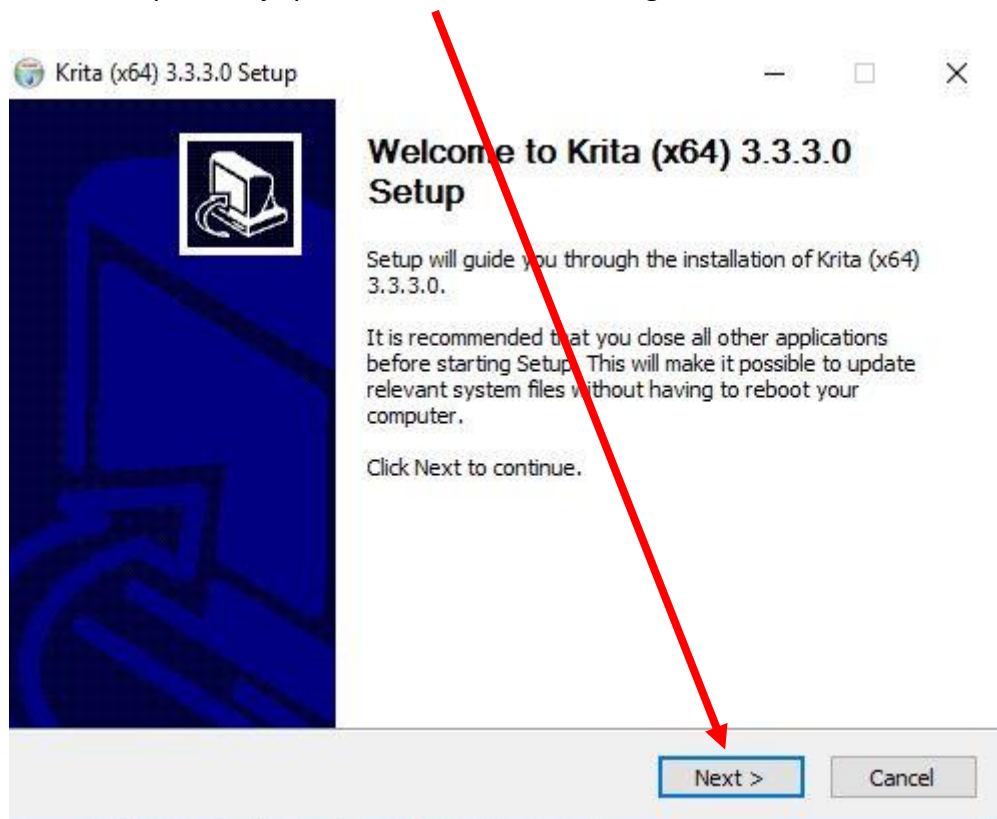 Krita (x64) 3.3.3.0 Setup
Welcome to Krita (x64) 3.3.3.0
Setup
Setup will guide you through the installation of Krita (x64)
3.3.3.0.
It is recommended that you close all other applications
before starting Setup. This will make it possible to update
relevant system files without having to reboot your
computer.
Click Next to continue.
Next >
Cancel